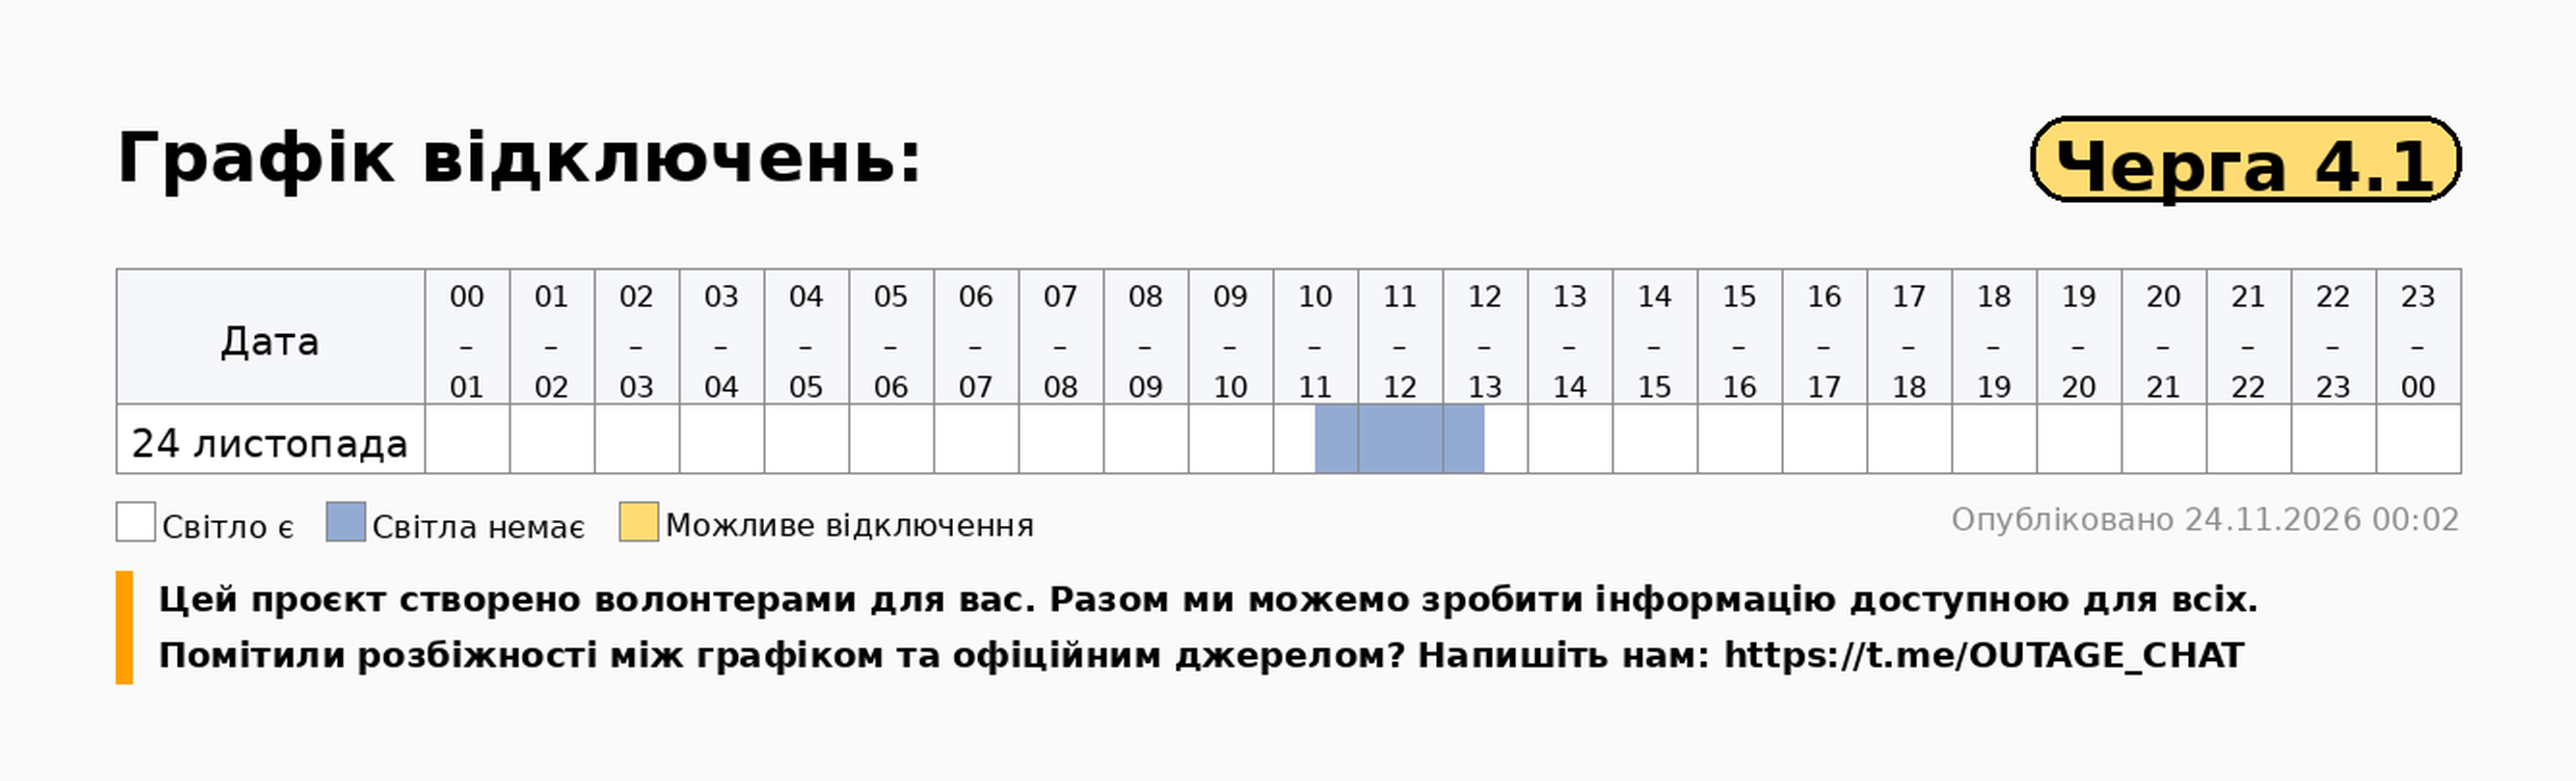 Графік відключень:
Черга 4.1
Дата
00 – 01
01 – 02
02 – 03
03 – 04
04 – 05
05 – 06
06 – 07
07 – 08
08 – 09
09 – 10
10 – 11
11 – 12
12 – 13
13 – 14
14 – 15
15 – 16
16 – 17
17 – 18
18 – 19
19 – 20
20 – 21
21 – 22
22 – 23
23 – 00
24 листопада
Світло є
Світла немає
Можливе відключення
Опубліковано 24.11.2026 00:02
Цей проєкт створено волонтерами для вас. Разом ми можемо зробити інформацію доступною для всіх.
Помітили розбіжності між графіком та офіційним джерелом? Напишіть нам: https://t.me/OUTAGE_CHAT